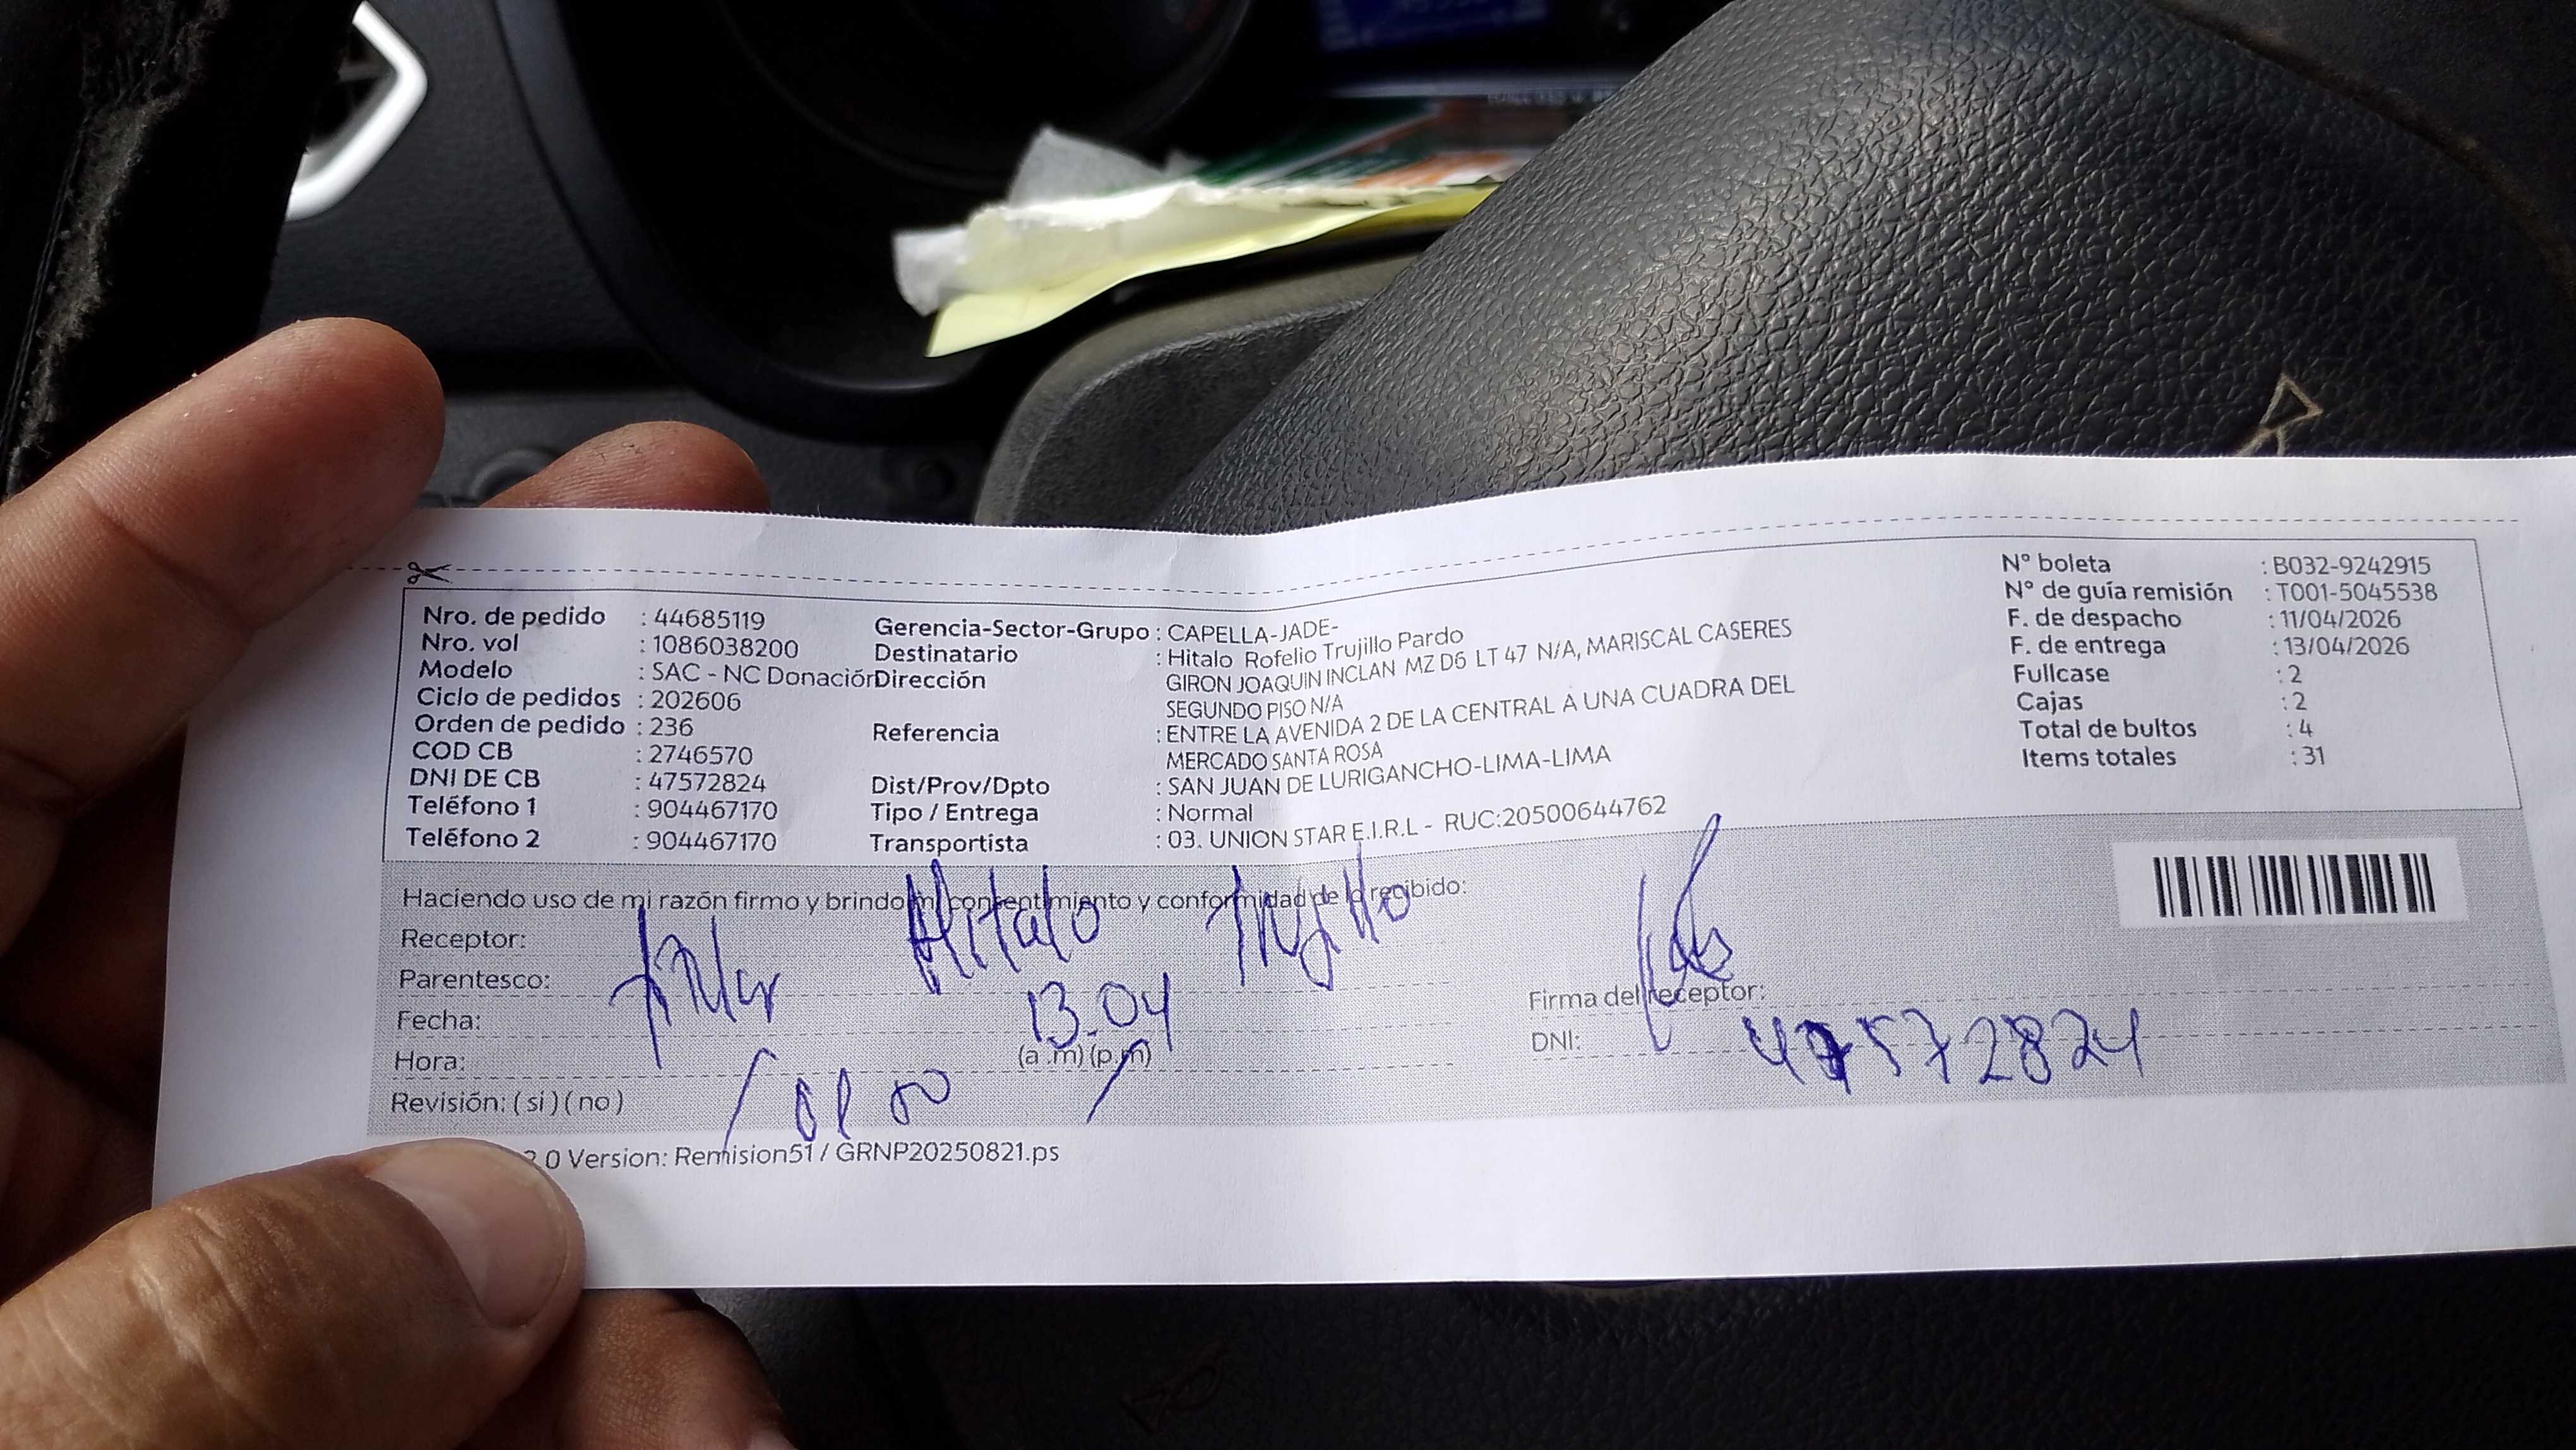 Nro. de pedido : 44685119
Nro. vol : 1086038200
Modelo : SAC - NC Donación
Ciclo de pedidos : 202606
Orden de pedido : 236
COD CB : 2746570
DNI DE CB : 47572824
Teléfono 1 : 904467170
Teléfono 2 : 904467170
Gerencia-Sector-Grupo : CAPELLA-JADE-
Destinatario : Hitalo Rofelio Trujillo Pardo
Dirección GIRON JOAQUIN INCLAN MZ D6 LT 47 N/A, MARISCAL CASERES
SEGUNDO PISO N/A
Referencia : ENTRE LA AVENIDA 2 DE LA CENTRAL A UNA CUADRA DEL
MERCADO SANTA ROSA
Dist/Prov/Dpto : SAN JUAN DE LURIGANCHO-LIMA-LIMA
Tipo / Entrega : Normal
Transportista : 03. UNION STAR E.I.R.L - RUC:20500644762
N° boleta : B032-9242915
N° de guía remisión : T001-5045538
F. de despacho : 11/04/2026
F. de entrega : 13/04/2026
Fullcase : 2
Cajas : 2
Total de bultos : 4
Items totales : 31
Haciendo uso de mi razón firmo y brindo mi consentimiento y conformidad de lo recibido:
Receptor: Hitalo Trujillo
Parentesco:
Fecha: 13.04
Hora: (a.m) (p.m)
Revisión: ( si ) ( no )
Firma del receptor:
DNI: 47572824
2.0 Version: Remision51 / GRNP20250821.ps